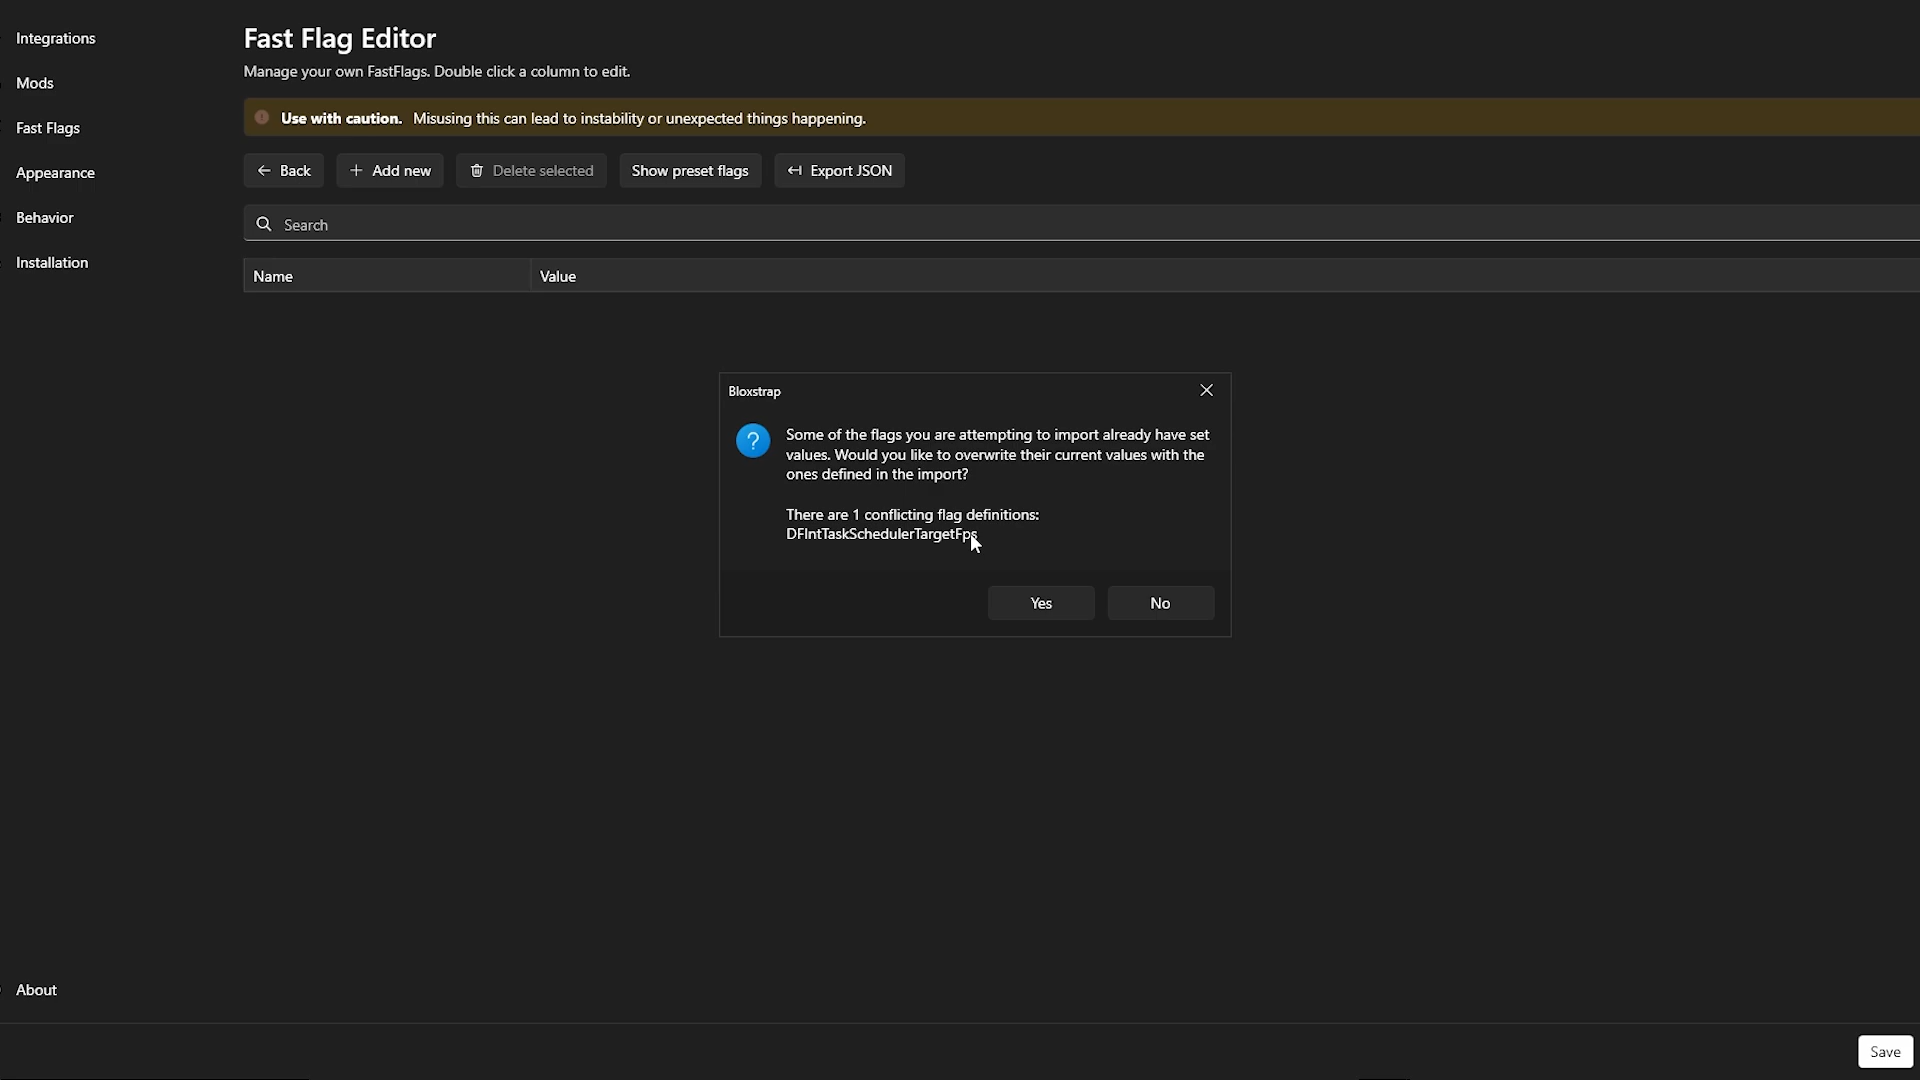 Integrations
Mods
Fast Flags
Appearance
Behavior
Installation
About
Fast Flag Editor
Manage your own FastFlags. Double click a column to edit.
Use with caution. Misusing this can lead to instability or unexpected things happening.
Back
Add new
Delete selected
Show preset flags
Export JSON
Search
Name
Value
Bloxstrap
Some of the flags you are attempting to import already have set
values. Would you like to overwrite their current values with the
ones defined in the import?
There are 1 conflicting flag definitions:
DFIntTaskSchedulerTargetFps
Yes
No
Save